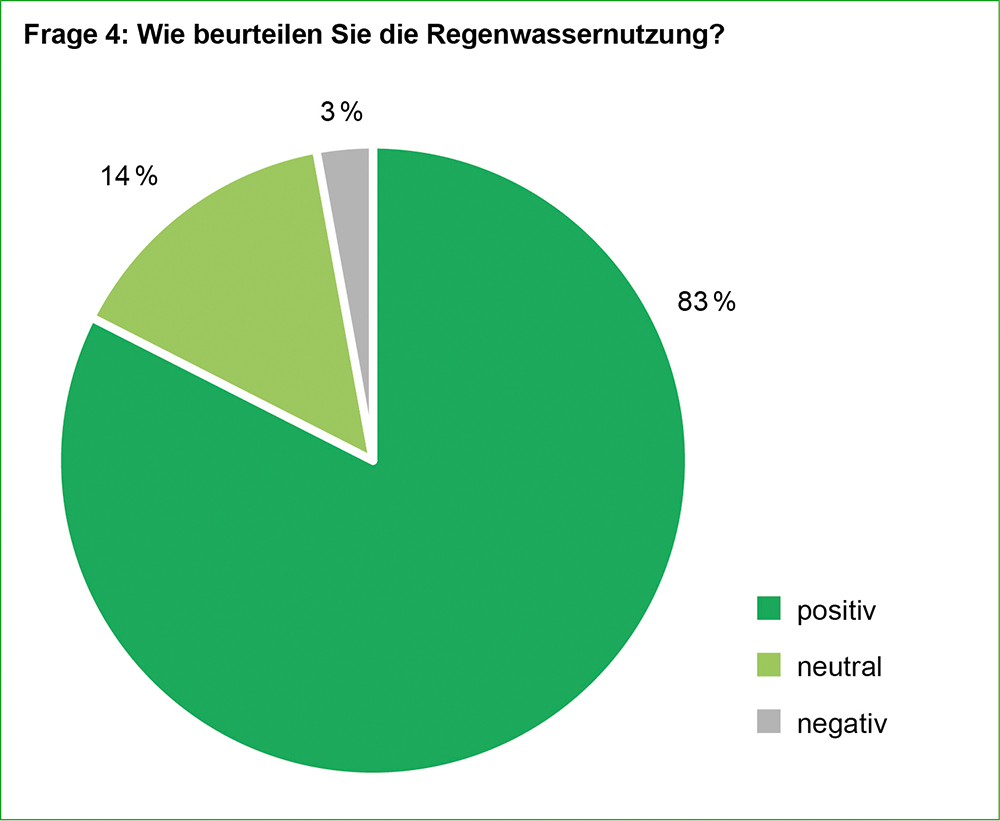 Frage 4: Wie beurteilen Sie die Regenwassernutzung?
3 %
14 %
83 %
positiv
neutral
negativ